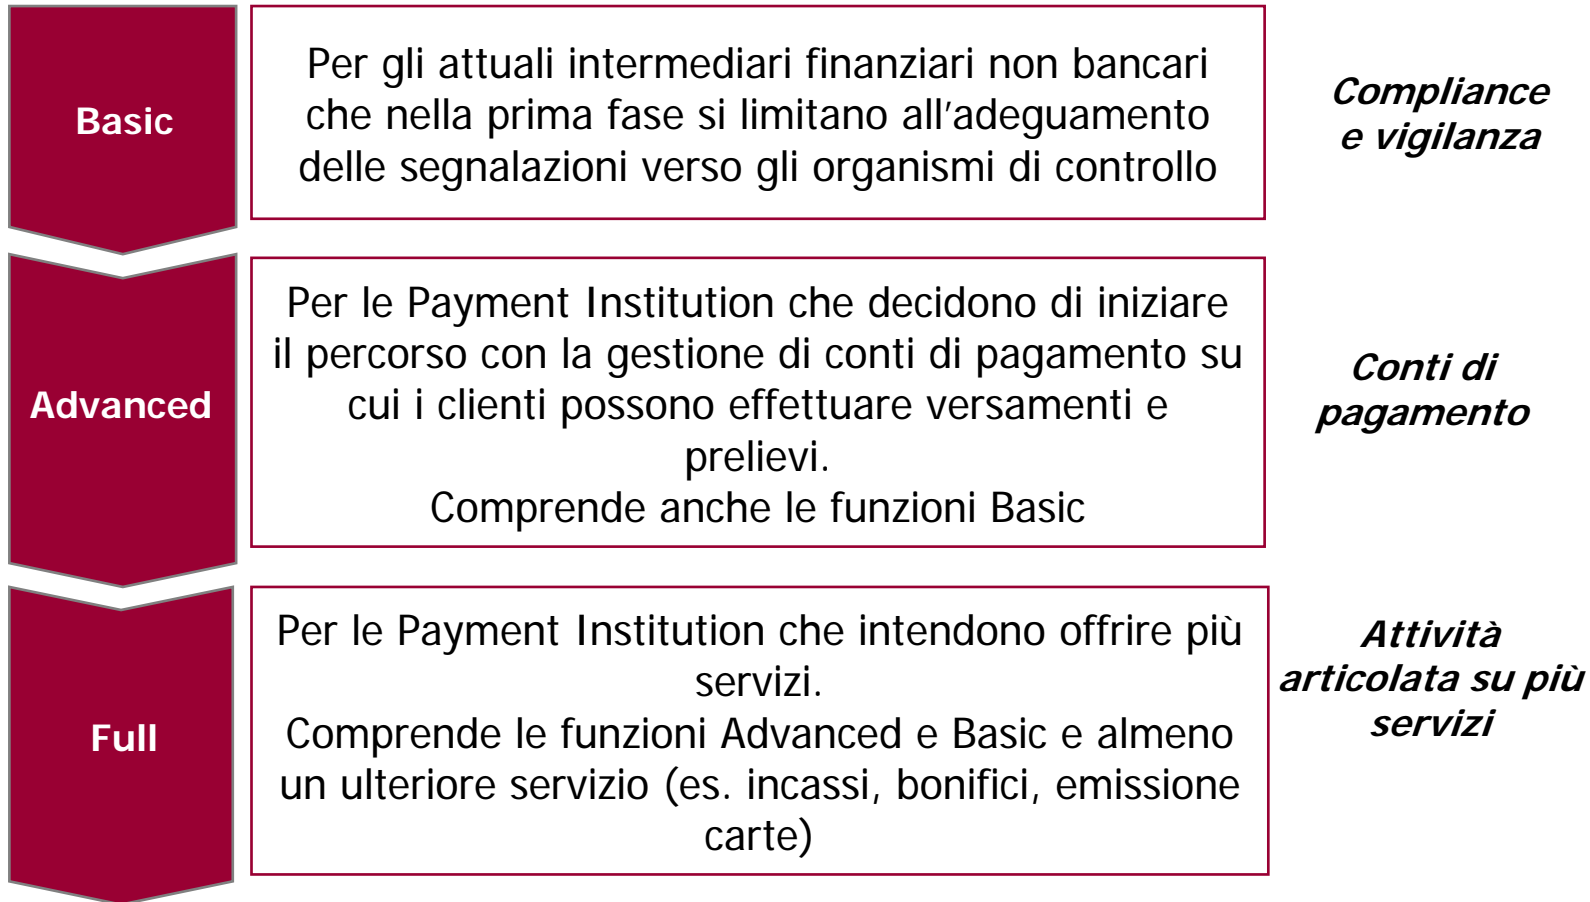 Basic
Per gli attuali intermediari finanziari non bancari
che nella prima fase si limitano all'adeguamento
delle segnalazioni verso gli organismi di controllo
Compliance
e vigilanza
Advanced
Per le Payment Institution che decidono di iniziare
il percorso con la gestione di conti di pagamento su
cui i clienti possono effettuare versamenti e
prelievi.
Comprende anche le funzioni Basic
Conti di
pagamento
Full
Per le Payment Institution che intendono offrire più
servizi.
Comprende le funzioni Advanced e Basic e almeno
un ulteriore servizio (es. incassi, bonifici, emissione
carte)
Attività
articolata su più
servizi